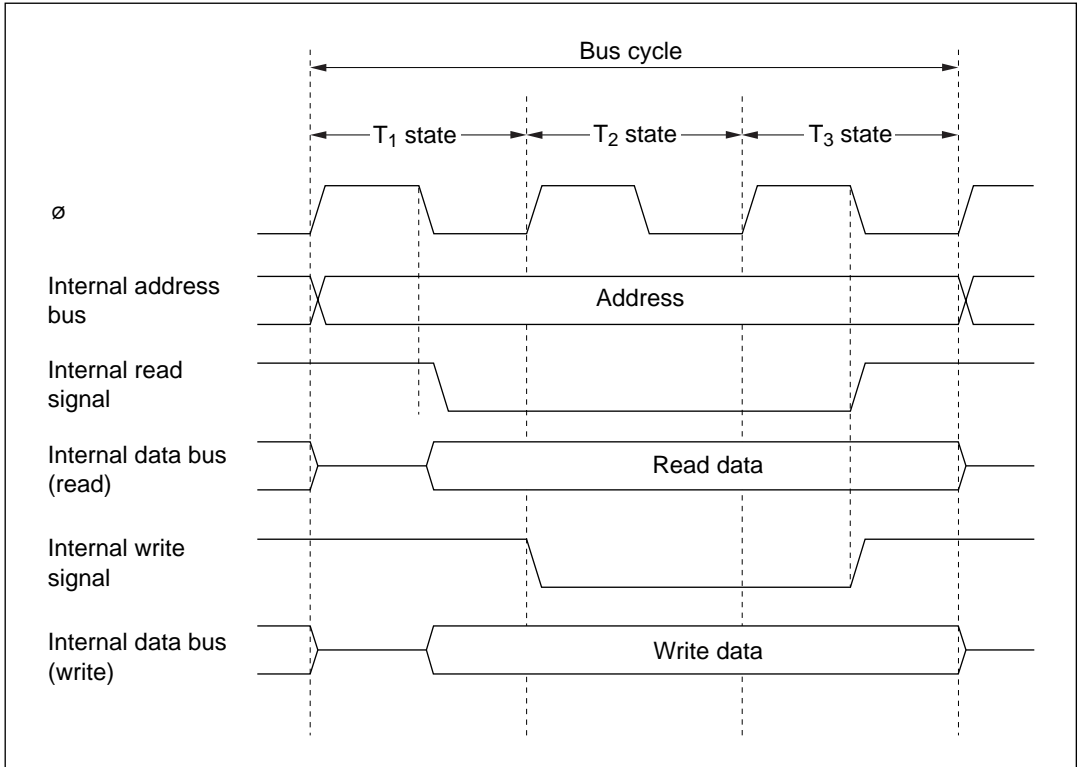 Bus cycle
T₁ state
T₂ state
T₃ state
ø
Internal address
bus
Address
Internal read
signal
Internal data bus
(read)
Read data
Internal write
signal
Internal data bus
(write)
Write data